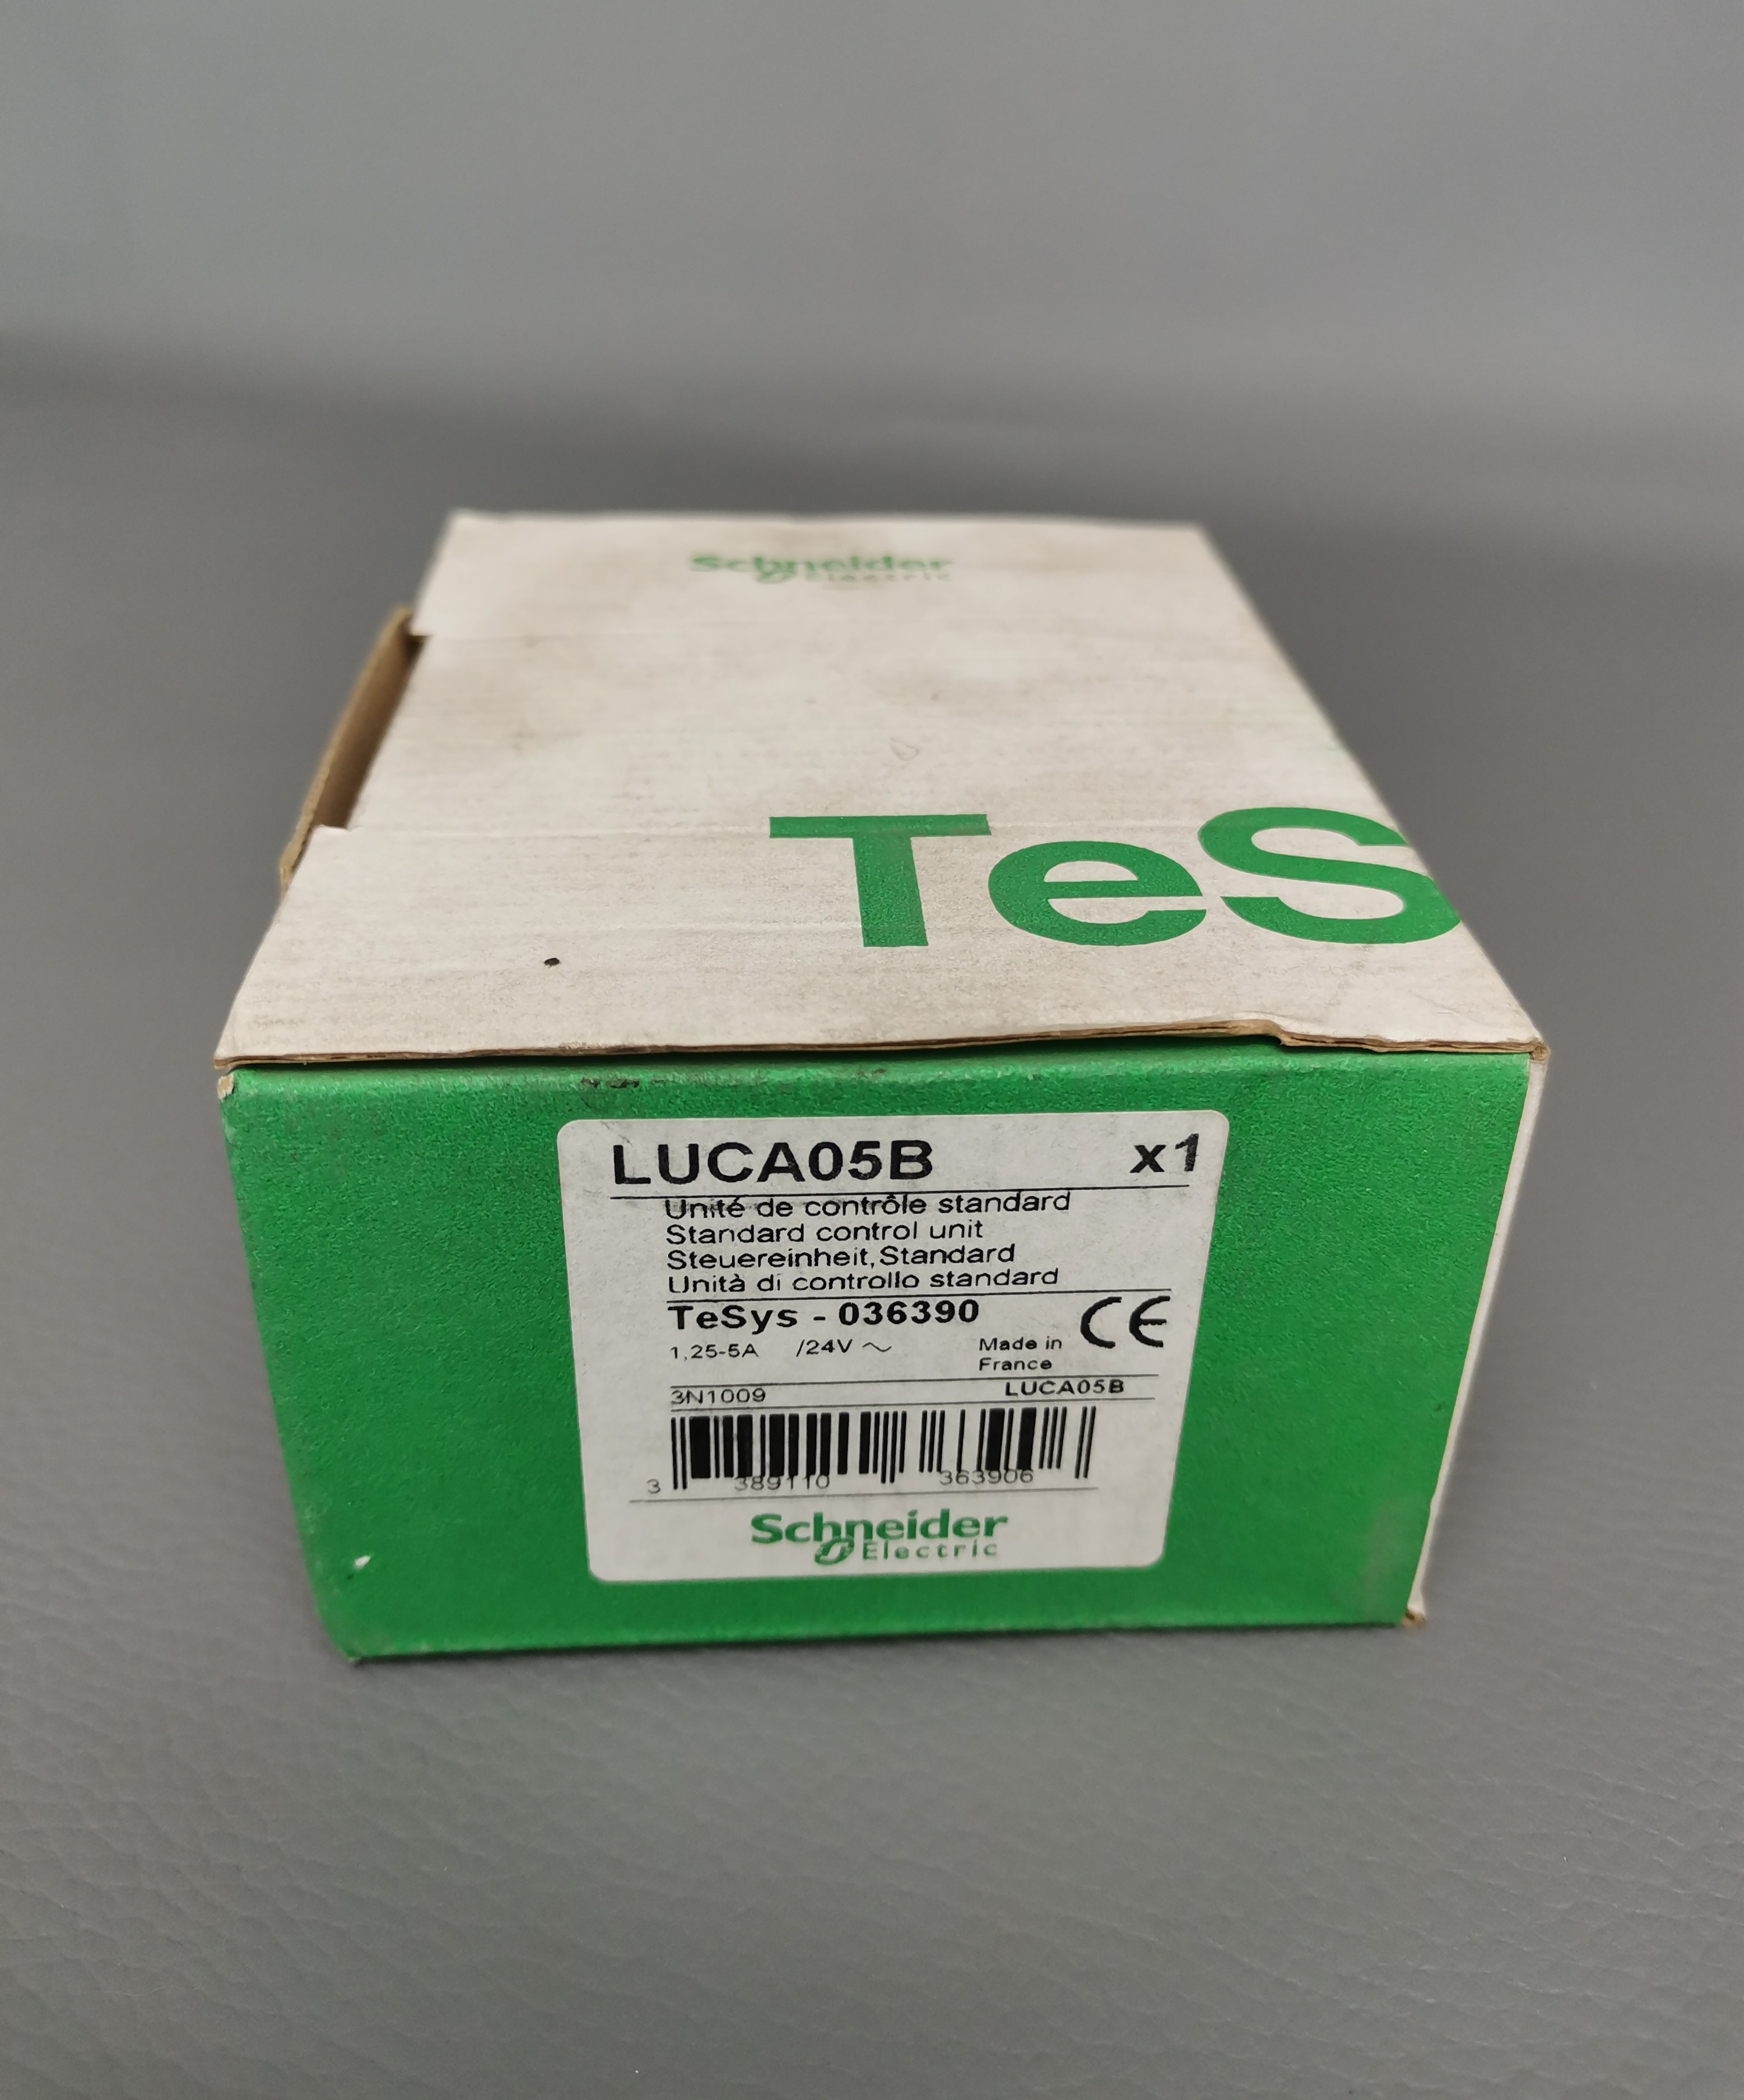 Schneider
Electric
TeS
LUCA05B x1
Unité de contrôle standard
Standard control unit
Steuereinheit,Standard
Unità di controllo standard
TeSys - 036390 CE
1,25-5A /24V ~ Made in
France
3N1009 LUCA05B
3 389110 363906
Schneider
Electric